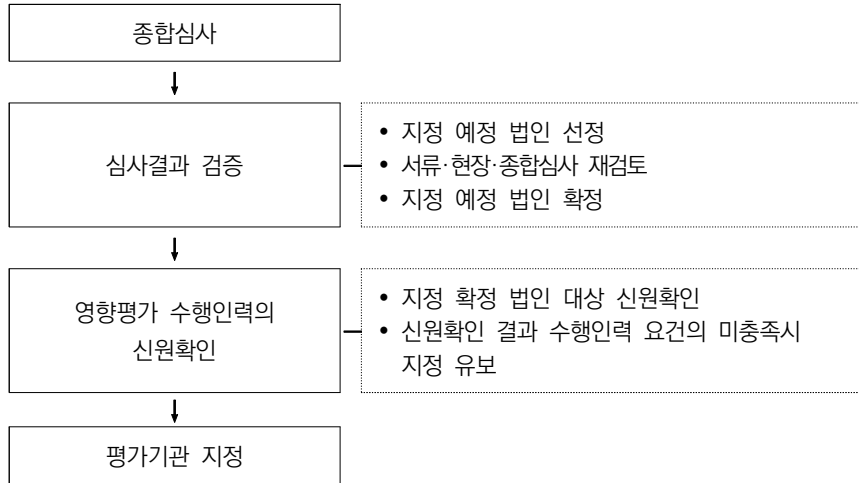 종합심사
심사결과 검증
• 지정 예정 법인 선정
• 서류·현장·종합심사 재검토
• 지정 예정 법인 확정
영향평가 수행인력의
신원확인
• 지정 확정 법인 대상 신원확인
• 신원확인 결과 수행인력 요건의 미충족시
지정 유보
평가기관 지정